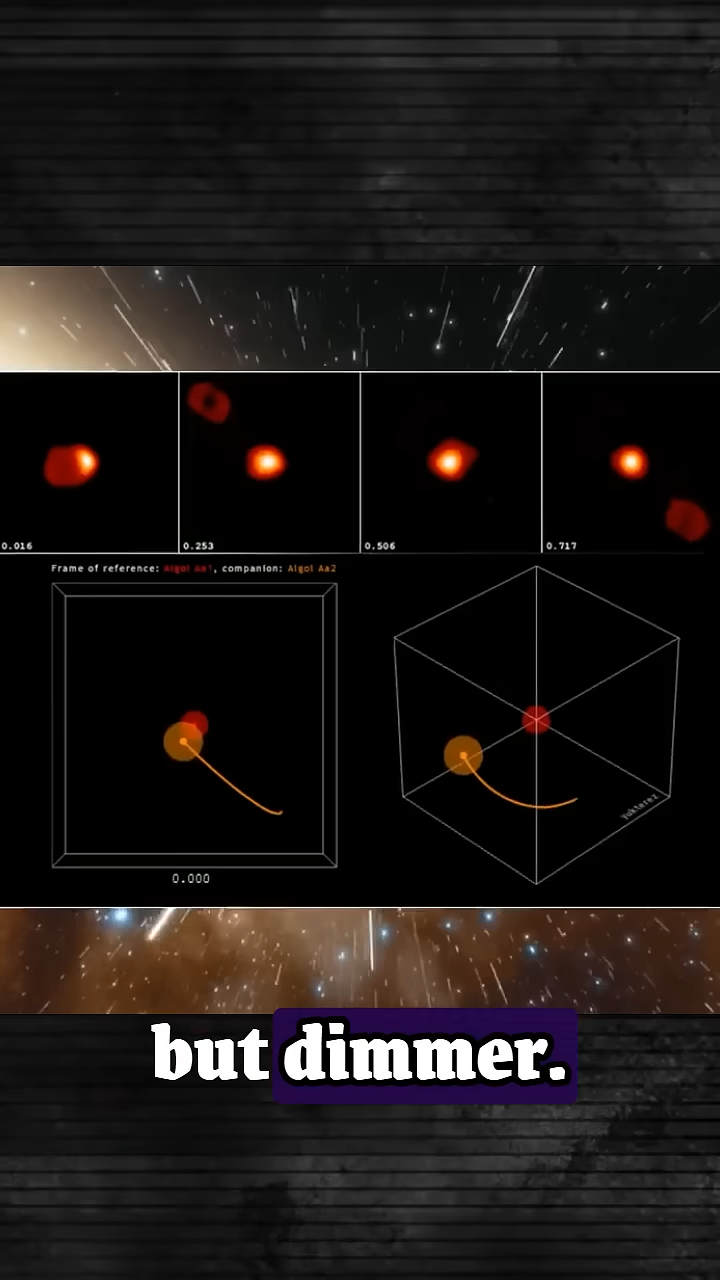 0.016
0.253
0.506
0.717
Frame of reference: Algol Aa1, companion: Algol Aa2
0.000
Yukterez
but dimmer.